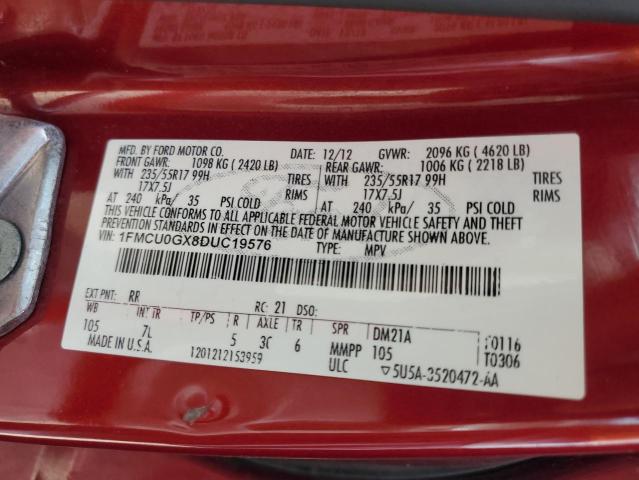 MFD. BY FORD MOTOR CO.
DATE: 12/12 GVWR: 2096 KG ( 4620 LB)
FRONT GAWR: 1098 KG ( 2420 LB) REAR GAWR: 1006 KG ( 2218 LB)
WITH 235/55R17 99H TIRES WITH 235/55R17 99H TIRES
17X7.5J RIMS 17X7.5J RIMS
AT 240 kPa/ 35 PSI COLD AT 240 kPa/ 35 PSI COLD
THIS VEHICLE CONFORMS TO ALL APPLICABLE FEDERAL MOTOR VEHICLE SAFETY AND THEFT
PREVENTION STANDARDS IN EFFECT ON THE DATE OF MANUFACTURE SHOWN ABOVE.
VIN: 1FMCU0GX8DUC19576 TYPE: MPV
EXT PNT: RR RC: 21 DSO:
WB INT TR TP/PS R AXLE TR SPR DM21A T0116
105 7L 5 3C 6 MMPP 105 T0306
MADE IN U.S.A. 1201212153959 ULC ▽5U5A-3520472-AA